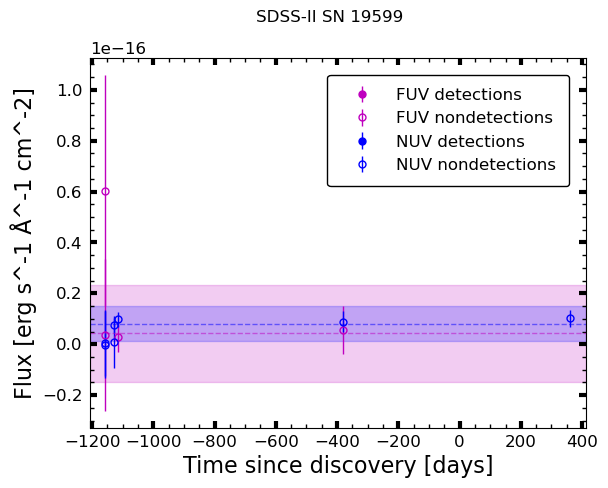 SDSS-II SN 19599
1e−16
Flux [erg s^-1 Å^-1 cm^-2]
1.0
0.8
0.6
0.4
0.2
0.0
−0.2
FUV detections
FUV nondetections
NUV detections
NUV nondetections
−1200 −1000 −800 −600 −400 −200 0 200 400
Time since discovery [days]